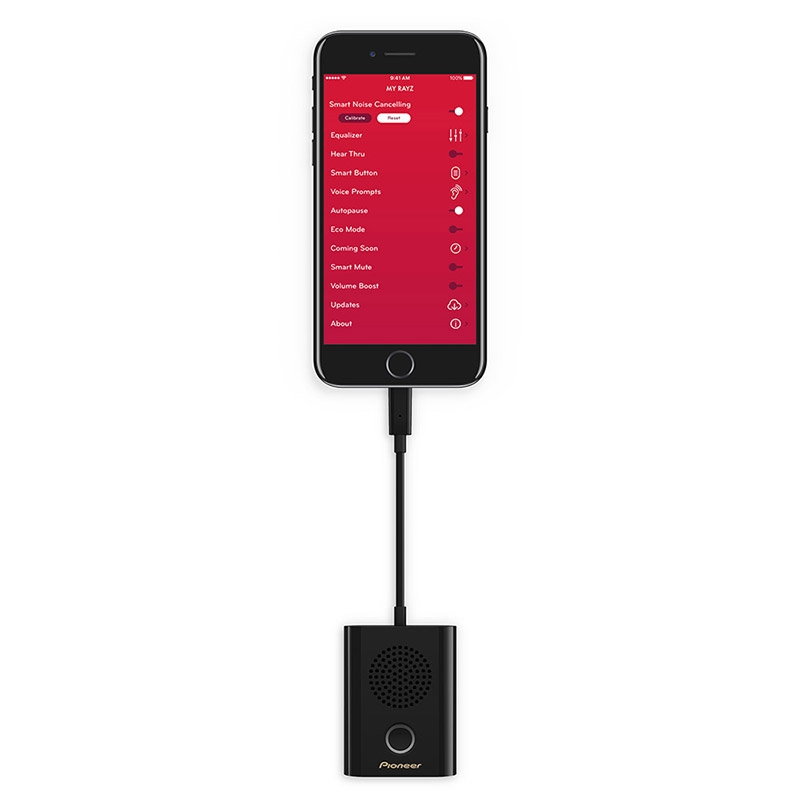 9:41 AM
100%
MY RAYZ
Smart Noise Cancelling
Calibrate Reset
Equalizer
Hear Thru
Smart Button
Voice Prompts
Autopause
Eco Mode
Coming Soon
Smart Mute
Volume Boost
Updates
About
Pioneer